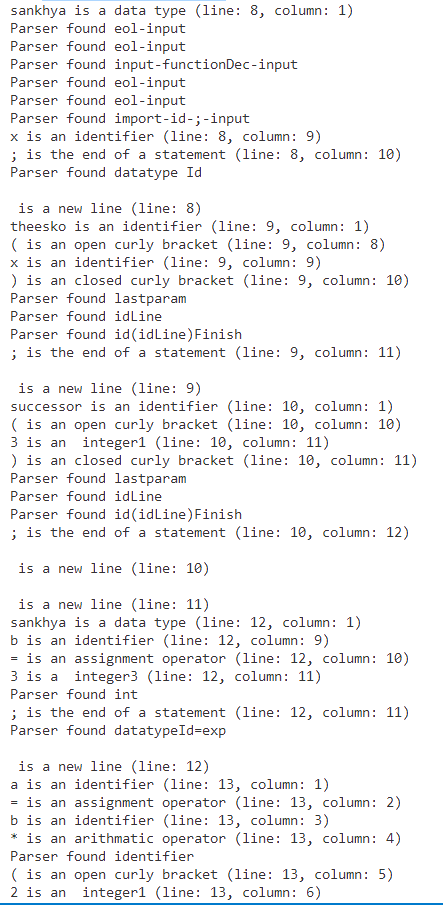 sankhya is a data type (line: 8, column: 1)
Parser found eol-input
Parser found eol-input
Parser found input-functionDec-input
Parser found eol-input
Parser found eol-input
Parser found import-id-;-input
x is an identifier (line: 8, column: 9)
; is the end of a statement (line: 8, column: 10)
Parser found datatype Id
is a new line (line: 8)
theesko is an identifier (line: 9, column: 1)
( is an open curly bracket (line: 9, column: 8)
x is an identifier (line: 9, column: 9)
) is an closed curly bracket (line: 9, column: 10)
Parser found lastparam
Parser found idLine
Parser found id(idLine)Finish
; is the end of a statement (line: 9, column: 11)
is a new line (line: 9)
successor is an identifier (line: 10, column: 1)
( is an open curly bracket (line: 10, column: 10)
3 is an  integer1 (line: 10, column: 11)
) is an closed curly bracket (line: 10, column: 11)
Parser found lastparam
Parser found idLine
Parser found id(idLine)Finish
; is the end of a statement (line: 10, column: 12)
is a new line (line: 10)
is a new line (line: 11)
sankhya is a data type (line: 12, column: 1)
b is an identifier (line: 12, column: 9)
= is an assignment operator (line: 12, column: 10)
3 is a  integer3 (line: 12, column: 11)
Parser found int
; is the end of a statement (line: 12, column: 11)
Parser found datatypeId=exp
is a new line (line: 12)
a is an identifier (line: 13, column: 1)
= is an assignment operator (line: 13, column: 2)
b is an identifier (line: 13, column: 3)
* is an arithmatic operator (line: 13, column: 4)
Parser found identifier
( is an open curly bracket (line: 13, column: 5)
2 is an  integer1 (line: 13, column: 6)